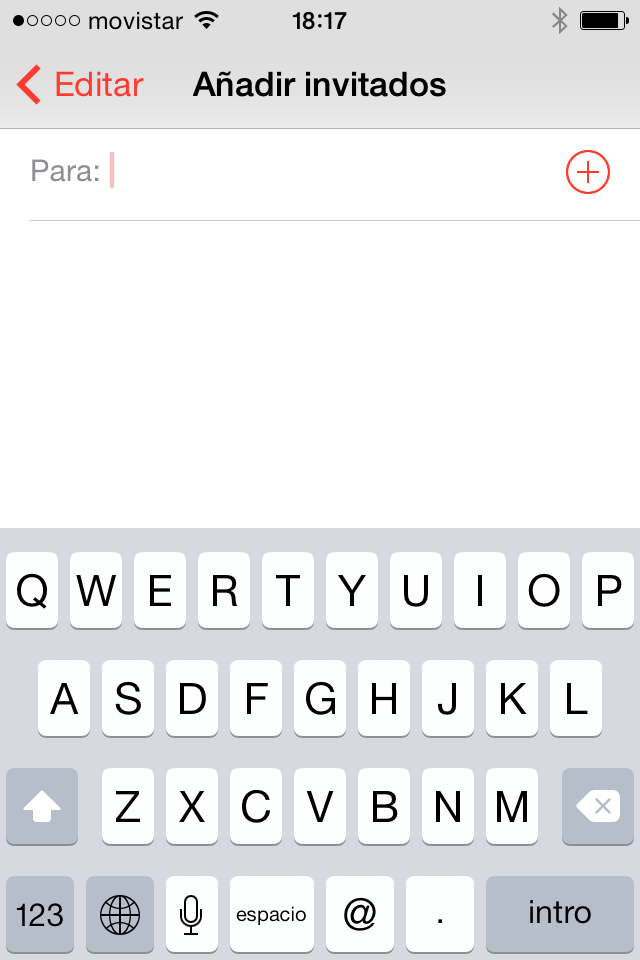 movistar 18:17
Editar Añadir invitados
Para:
Q W E R T Y U I O P
A S D F G H J K L
Z X C V B N M
123 espacio @ . intro